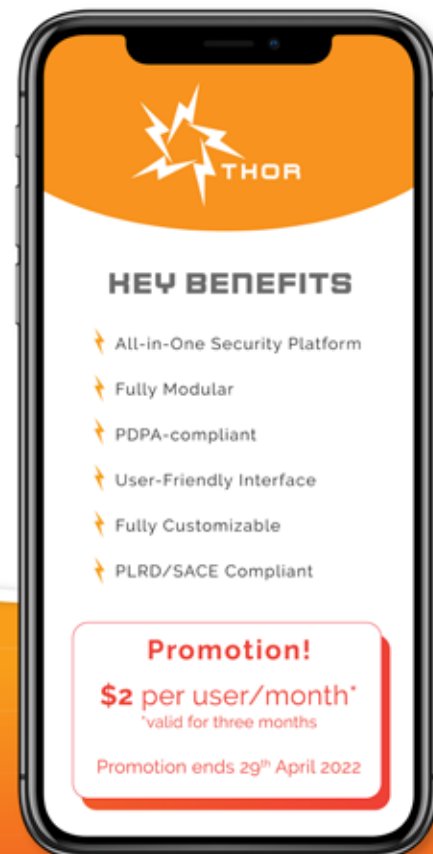 THOR
KEY BENEFITS
All-in-One Security Platform
Fully Modular
PDPA-compliant
User-Friendly Interface
Fully Customizable
PLRD/SACE Compliant
Promotion!
$2 per user/month*
*valid for three months
Promotion ends 29th April 2022